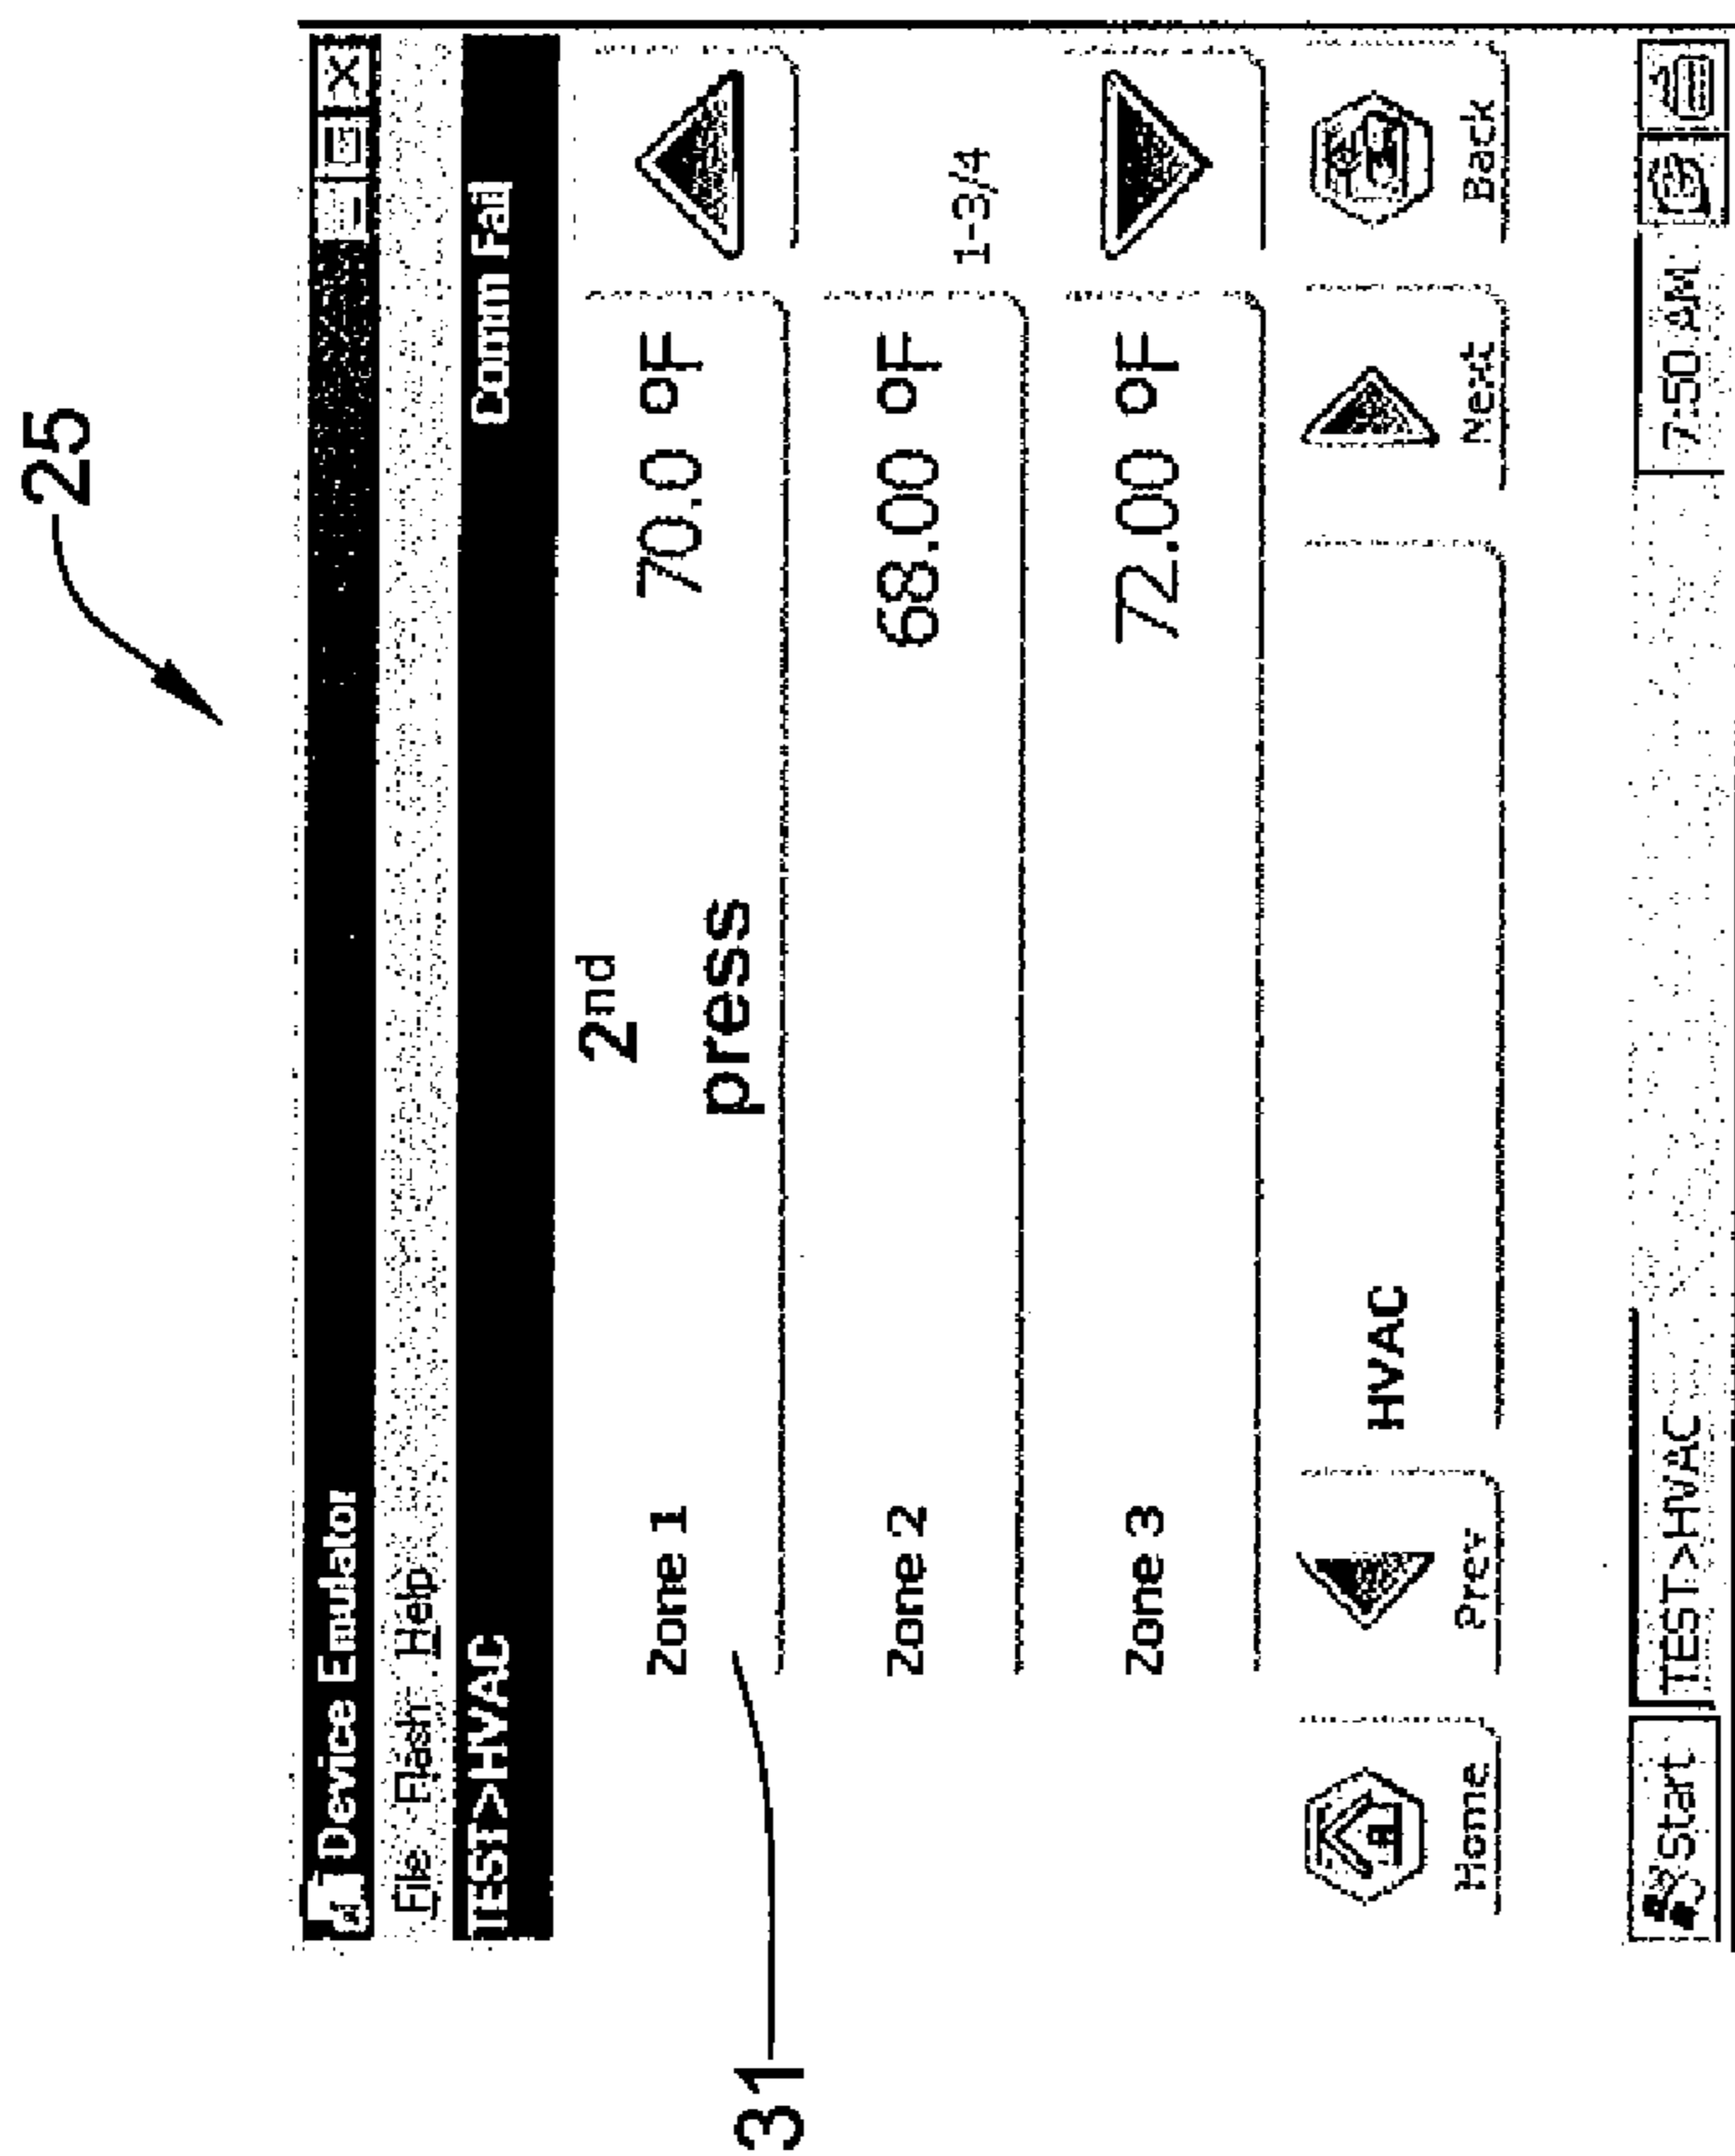 25
Device Emulator
File Flash Help
TEST>HVAC Comm Fail
2nd
press
Zone 1 70.0 oF
31
1-3/4
Zone 2 68.00 oF
Zone 3 72.00 oF
HVAC
Home Prev Next Back
Start TEST>HVAC 7:50 AM